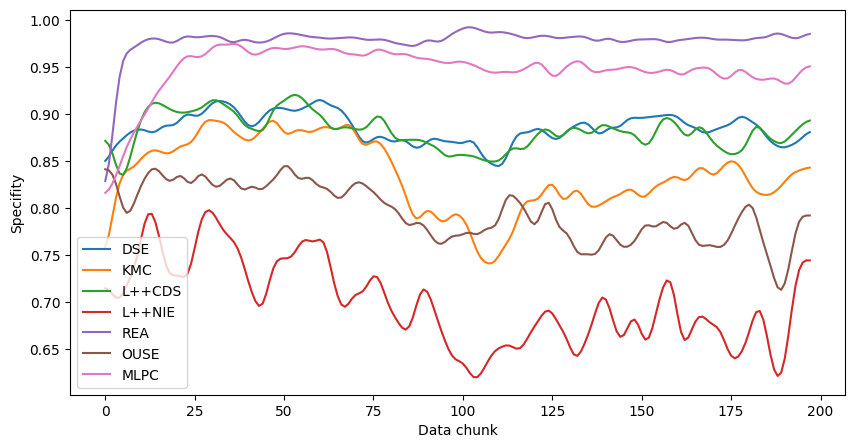 1.00
0.95
0.90
0.85
0.80
0.75
0.70
0.65
Specifity
DSE
KMC
L++CDS
L++NIE
REA
OUSE
MLPC
0 25 50 75 100 125 150 175 200
Data chunk